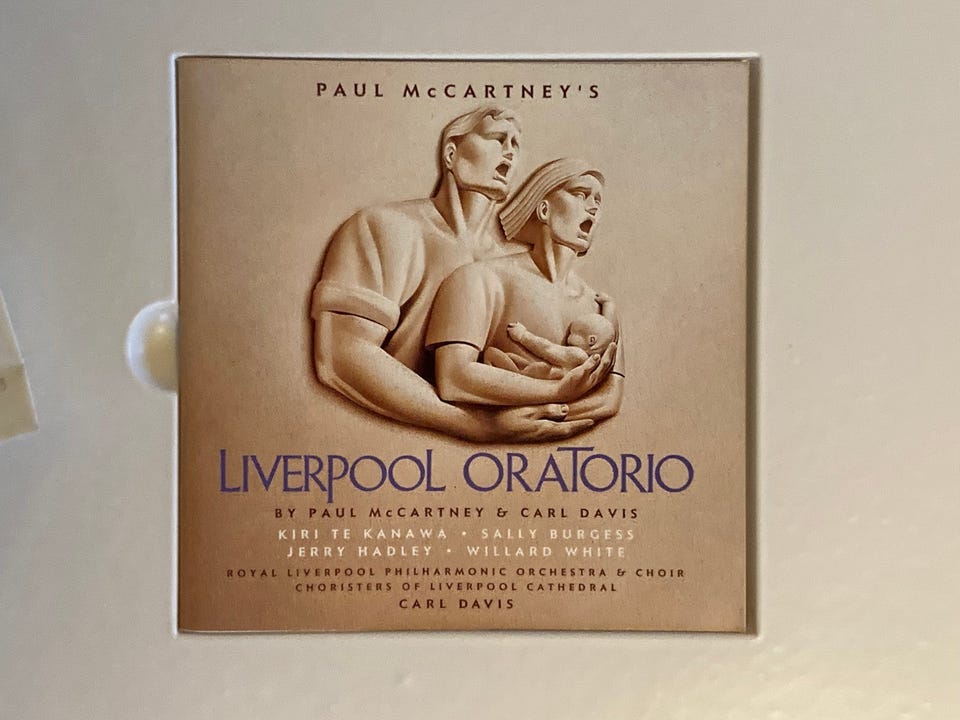 PAUL McCARTNEY'S
LIVERPOOL ORATORIO
BY PAUL McCARTNEY & CARL DAVIS
KIRI TE KANAWA • SALLY BURGESS
JERRY HADLEY • WILLARD WHITE
ROYAL LIVERPOOL PHILHARMONIC ORCHESTRA & CHOIR
CHORISTERS OF LIVERPOOL CATHEDRAL
CARL DAVIS